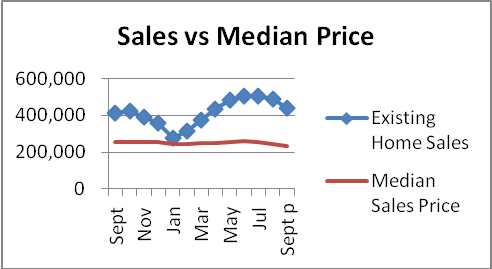 Sales vs Median Price
600,000
400,000
200,000
0
Sept
Nov
Jan
Mar
May
Jul
Sept p
Existing
Home Sales
Median
Sales Price